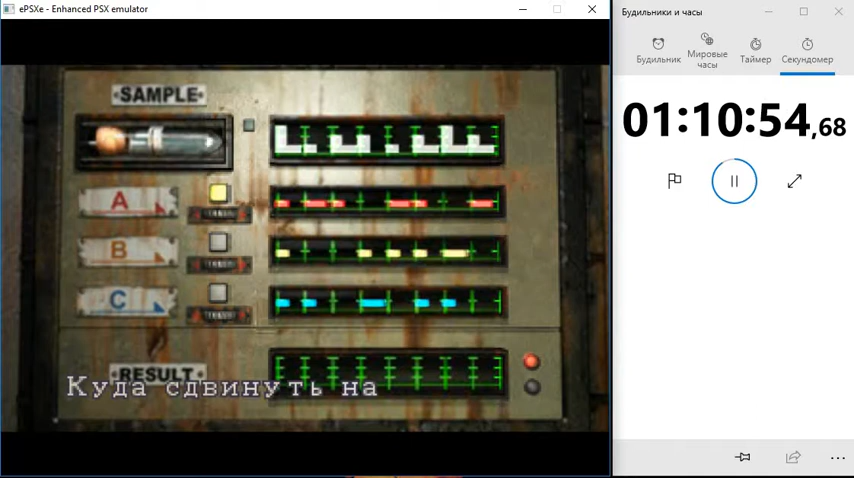 ePSXe - Enhanced PSX emulator
SAMPLE
A
B
C
RESULT
Куда сдвинуть на
Будильники и часы
Будильник
Мировые часы
Таймер
Секундомер
01:10:54,68